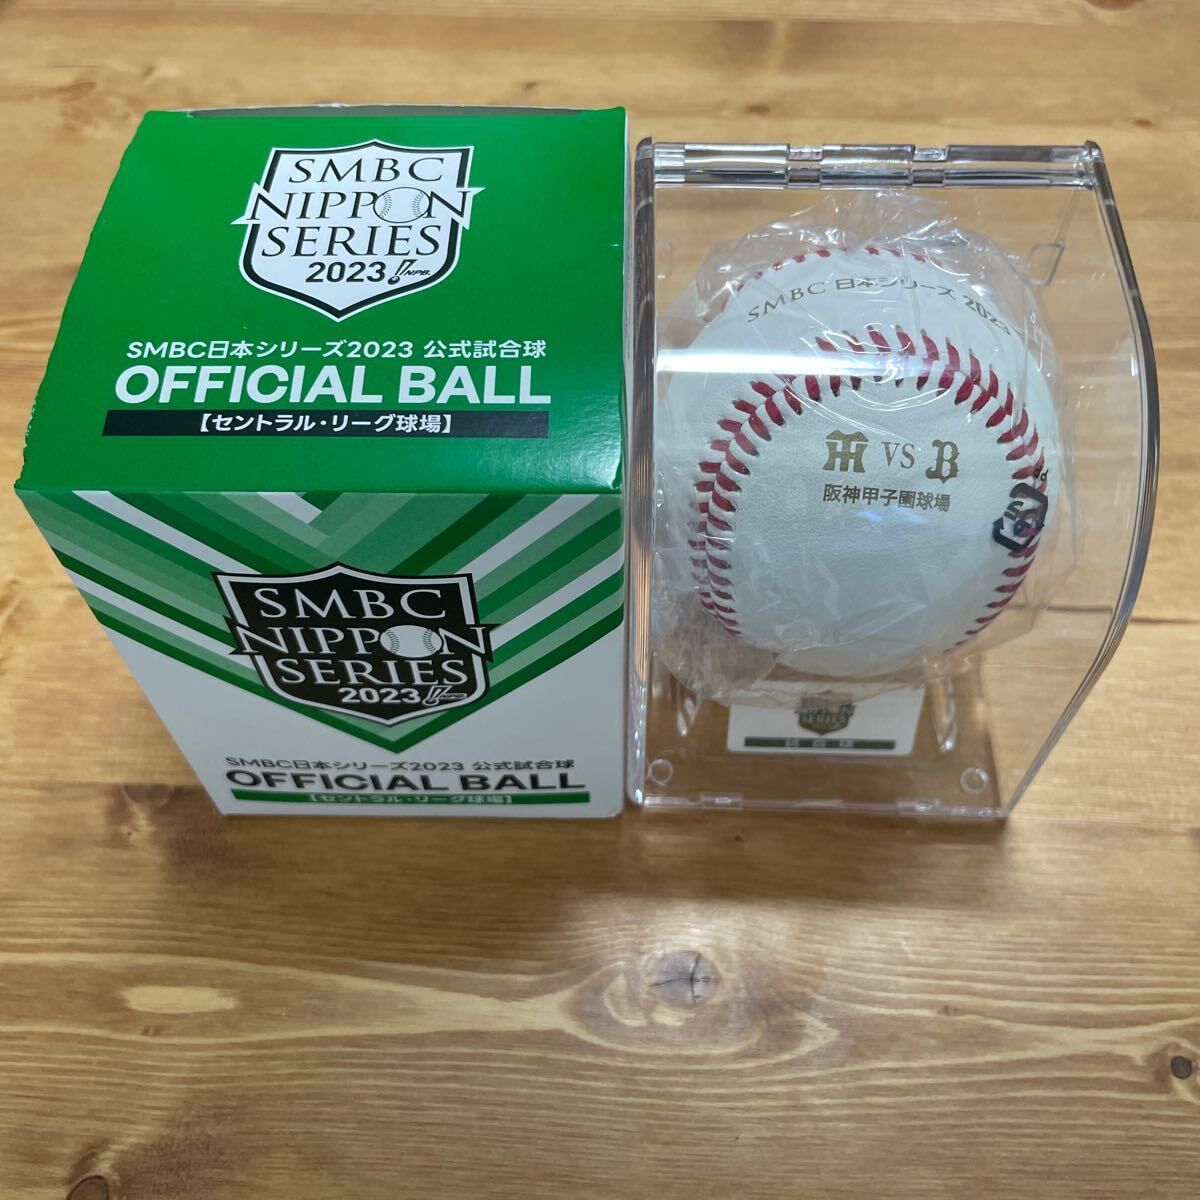 SMBC
NIPPON
SERIES
2023 NPB.
SMBC日本シリーズ2023 公式試合球
OFFICIAL BALL
【セントラル・リーグ球場】
SMBC
NIPPON
SERIES
2023
SMBC日本シリーズ2023 公式試合球
OFFICIAL BALL
【セントラル・リーグ球場】
SMBC 日本シリーズ 2023
VS B
阪神甲子園球場
NIPPON
SERIES
試合球